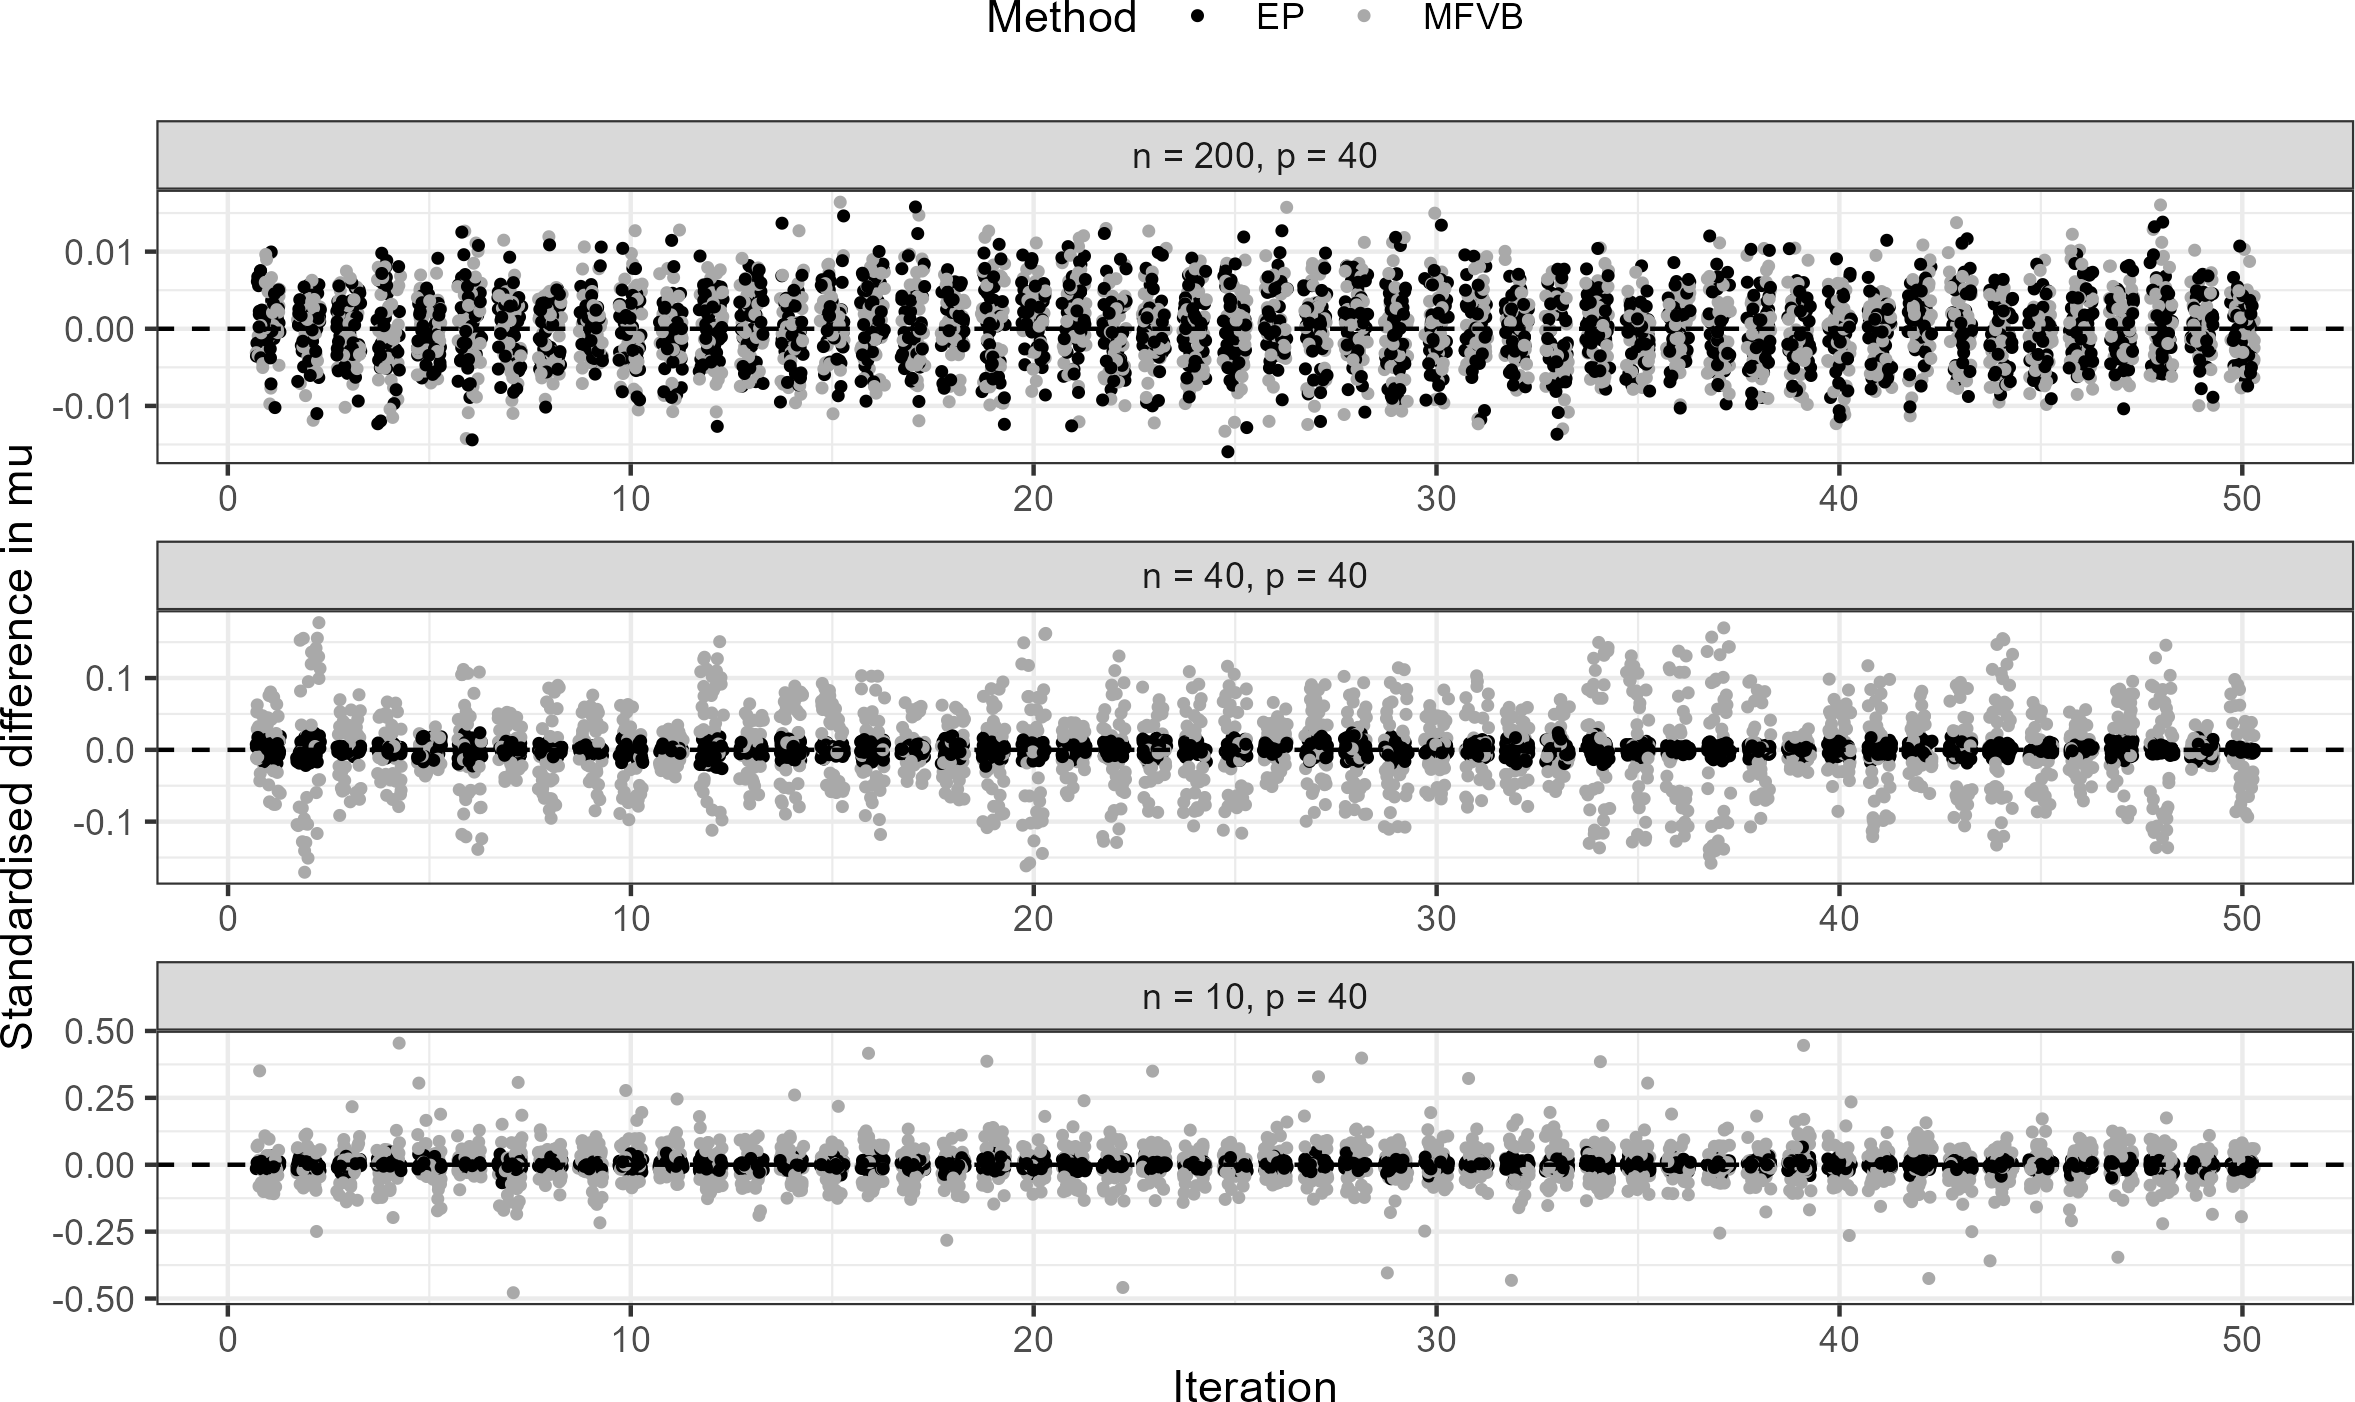 Method EP MFVB
n = 200, p = 40
0.01
0.00
-0.01
0 10 20 30 40 50
n = 40, p = 40
0.1
0.0
-0.1
0 10 20 30 40 50
n = 10, p = 40
0.50
0.25
0.00
-0.25
-0.50
0 10 20 30 40 50
Standardised difference in mu
Iteration